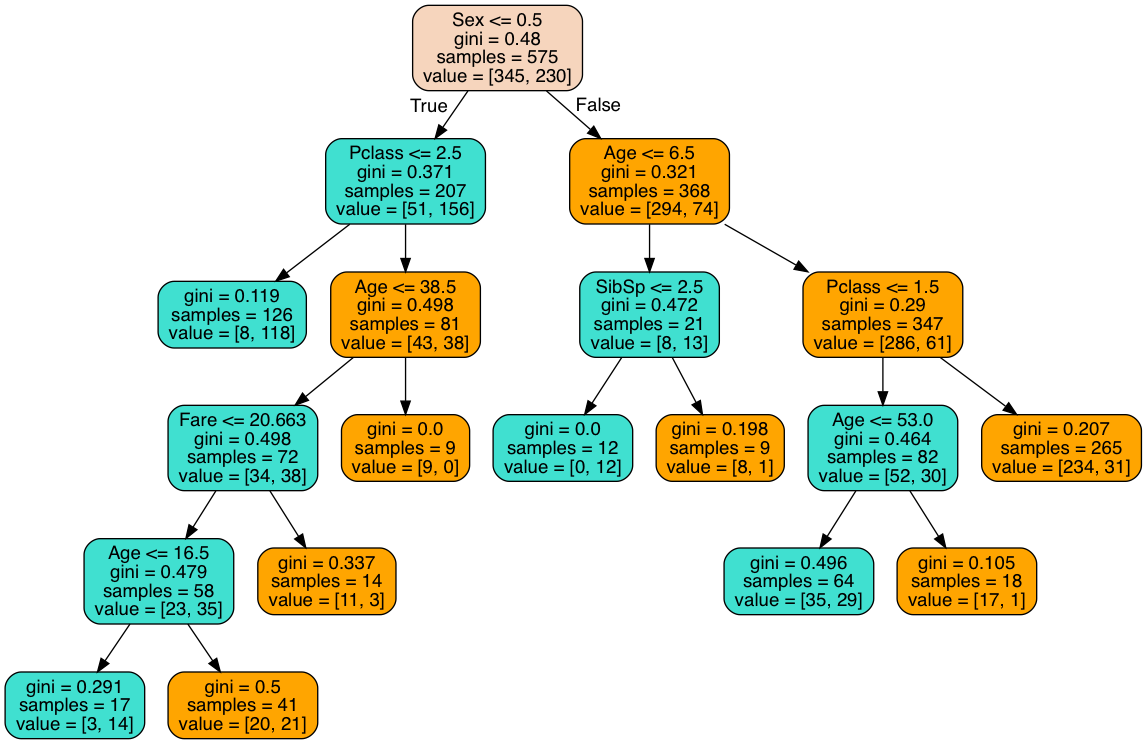 Sex <= 0.5
gini = 0.48
samples = 575
value = [345, 230]
True
False
Pclass <= 2.5
gini = 0.371
samples = 207
value = [51, 156]
Age <= 6.5
gini = 0.321
samples = 368
value = [294, 74]
gini = 0.119
samples = 126
value = [8, 118]
Age <= 38.5
gini = 0.498
samples = 81
value = [43, 38]
SibSp <= 2.5
gini = 0.472
samples = 21
value = [8, 13]
Pclass <= 1.5
gini = 0.29
samples = 347
value = [286, 61]
Fare <= 20.663
gini = 0.498
samples = 72
value = [34, 38]
gini = 0.0
samples = 9
value = [9, 0]
gini = 0.0
samples = 12
value = [0, 12]
gini = 0.198
samples = 9
value = [8, 1]
Age <= 53.0
gini = 0.464
samples = 82
value = [52, 30]
gini = 0.207
samples = 265
value = [234, 31]
Age <= 16.5
gini = 0.479
samples = 58
value = [23, 35]
gini = 0.337
samples = 14
value = [11, 3]
gini = 0.496
samples = 64
value = [35, 29]
gini = 0.105
samples = 18
value = [17, 1]
gini = 0.291
samples = 17
value = [3, 14]
gini = 0.5
samples = 41
value = [20, 21]